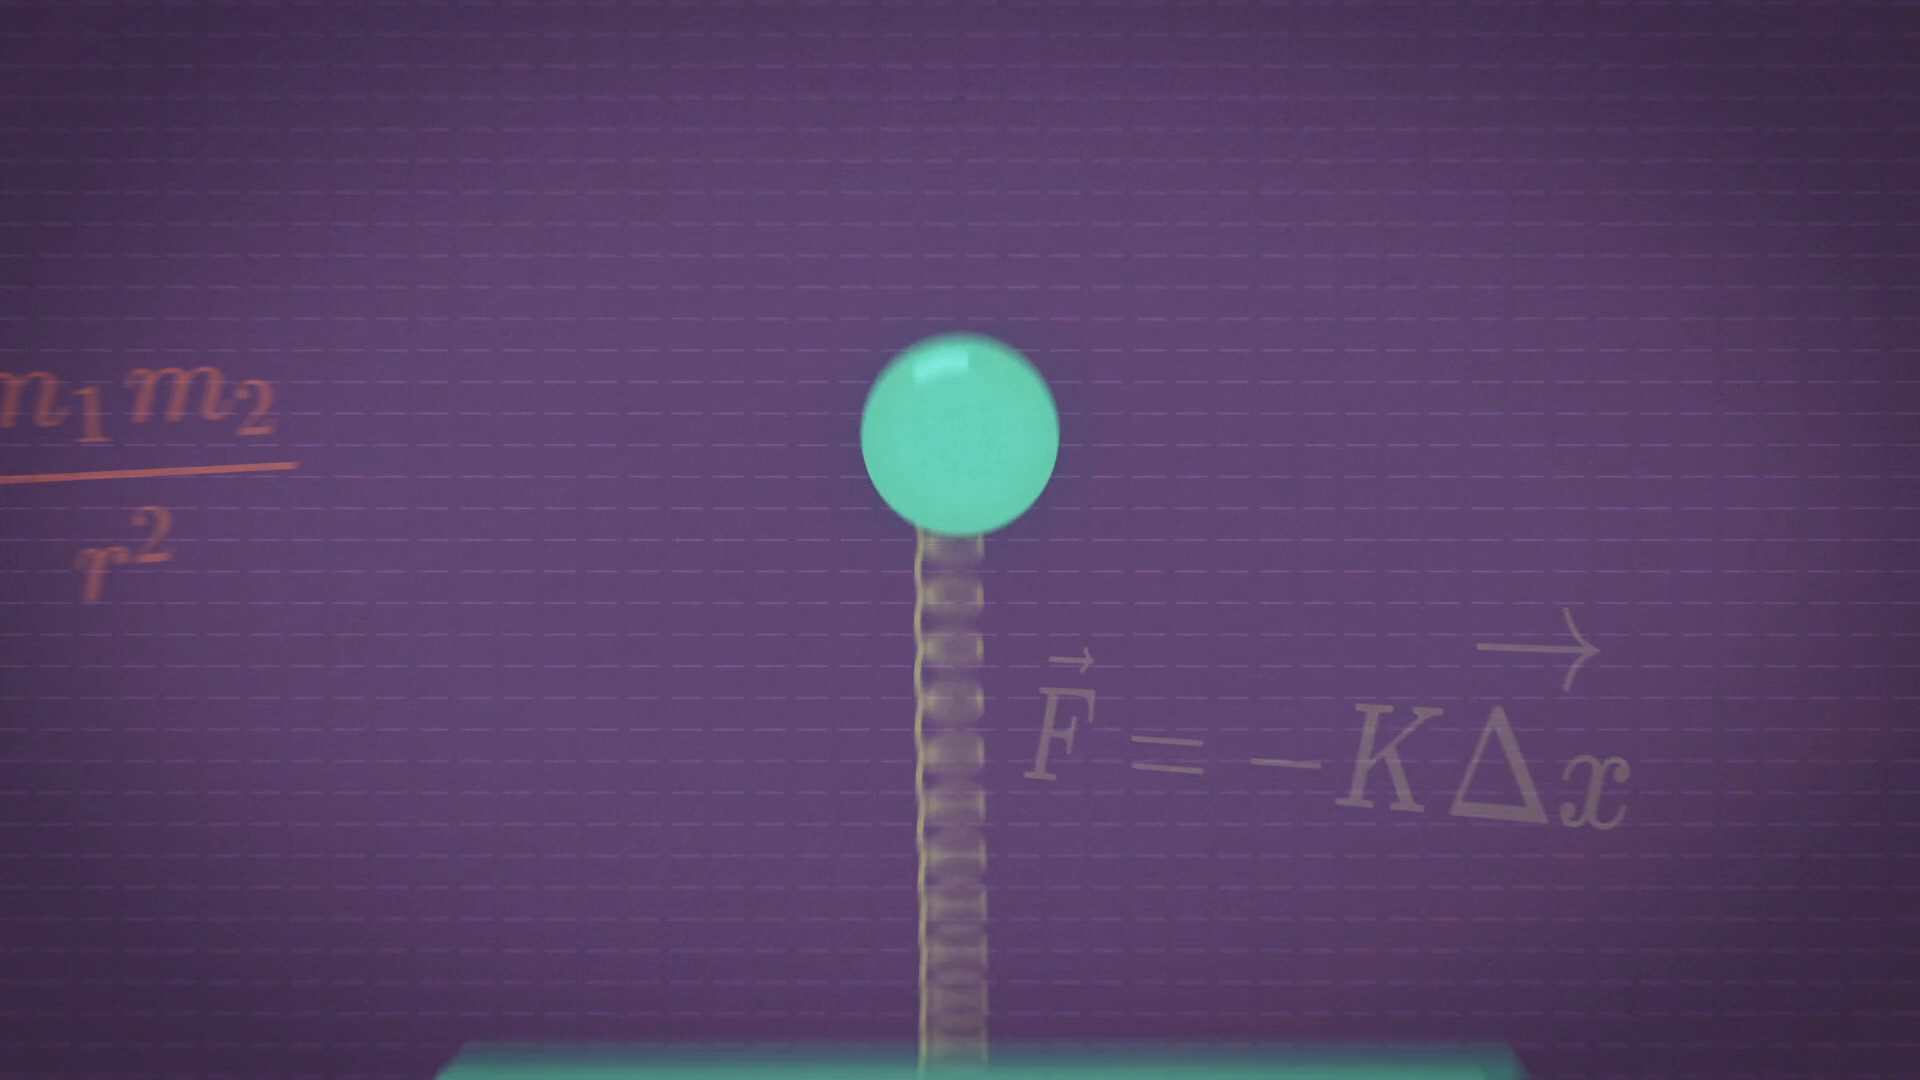 m₁m₂
r²
F⃗ = −KΔx⃗